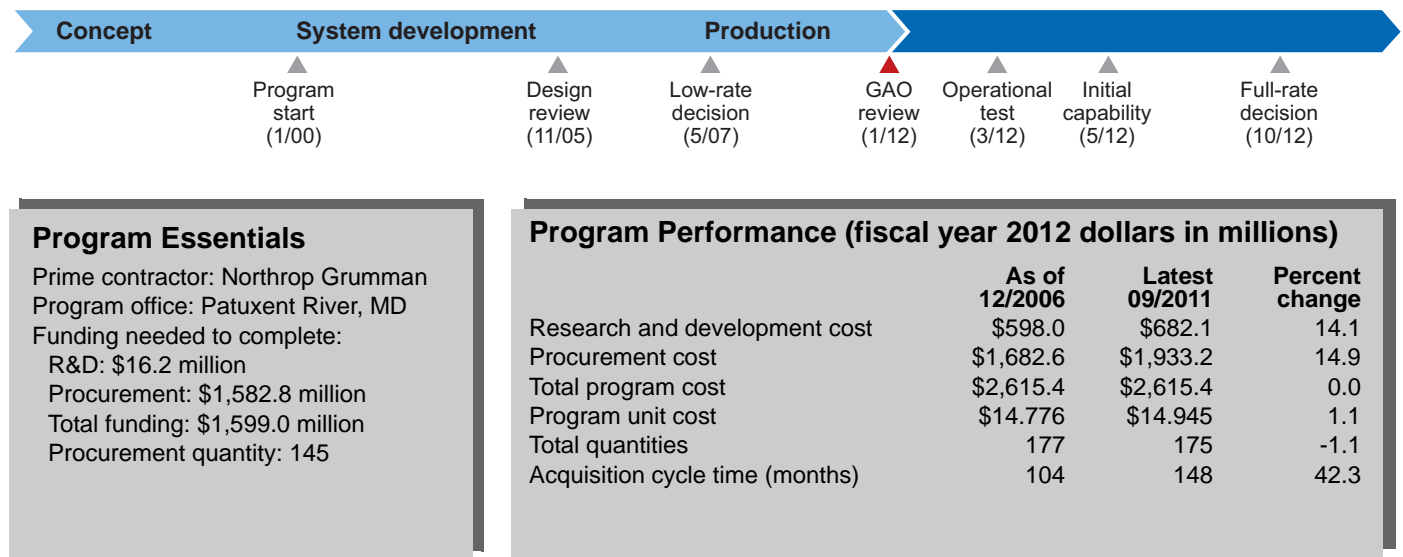 Concept System development Production
Program start (1/00)
Design review (11/05)
Low-rate decision (5/07)
GAO review (1/12)
Operational test (3/12)
Initial capability (5/12)
Full-rate decision (10/12)
Program Essentials
Prime contractor: Northrop Grumman
Program office: Patuxent River, MD
Funding needed to complete:
R&D: $16.2 million
Procurement: $1,582.8 million
Total funding: $1,599.0 million
Procurement quantity: 145
Program Performance (fiscal year 2012 dollars in millions)
As of 12/2006 Latest 09/2011 Percent change
Research and development cost $598.0 $682.1 14.1
Procurement cost $1,682.6 $1,933.2 14.9
Total program cost $2,615.4 $2,615.4 0.0
Program unit cost $14.776 $14.945 1.1
Total quantities 177 175 -1.1
Acquisition cycle time (months) 104 148 42.3